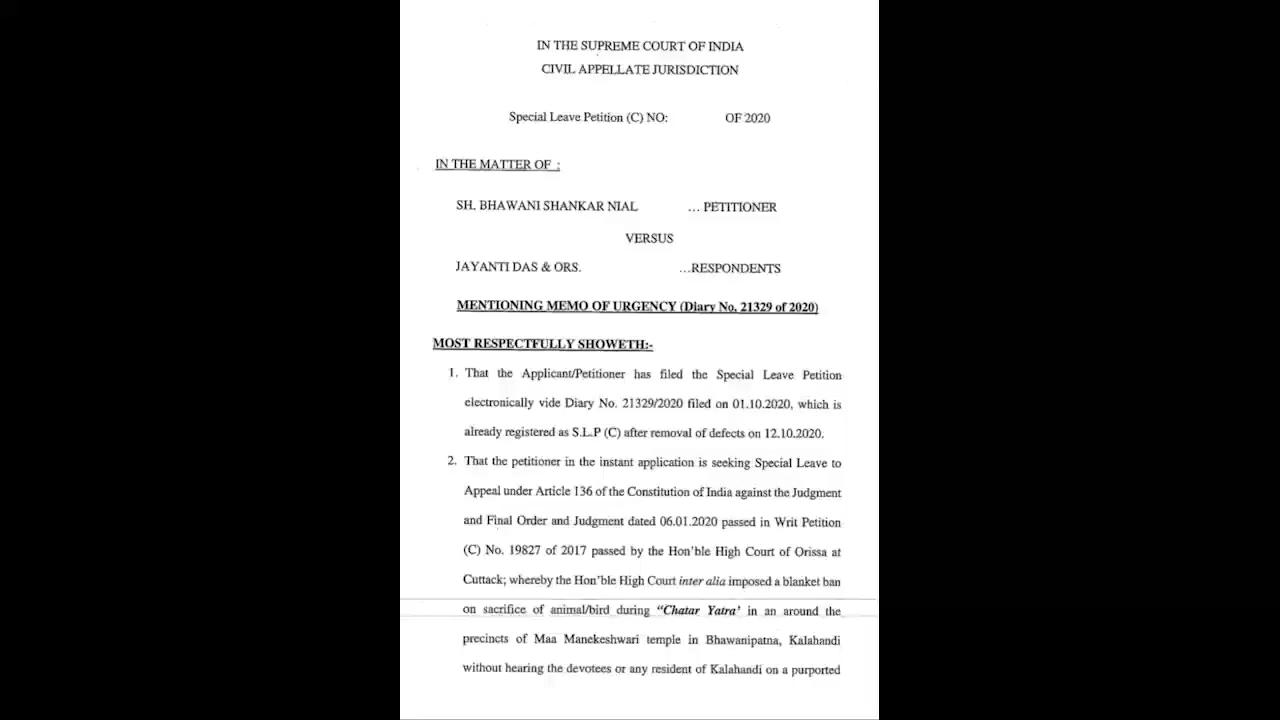 IN THE SUPREME COURT OF INDIA
CIVIL APPELLATE JURISDICTION
Special Leave Petition (C) NO: OF 2020
IN THE MATTER OF :
SH. BHAWANI SHANKAR NIAL ... PETITIONER
VERSUS
JAYANTI DAS & ORS. ...RESPONDENTS
MENTIONING MEMO OF URGENCY (Diary No. 21329 of 2020)
MOST RESPECTFULLY SHOWETH:-
1. That the Applicant/Petitioner has filed the Special Leave Petition
electronically vide Diary No. 21329/2020 filed on 01.10.2020, which is
already registered as S.L.P (C) after removal of defects on 12.10.2020.
2. That the petitioner in the instant application is seeking Special Leave to
Appeal under Article 136 of the Constitution of India against the Judgment
and Final Order and Judgment dated 06.01.2020 passed in Writ Petition
(C) No. 19827 of 2017 passed by the Hon'ble High Court of Orissa at
Cuttack; whereby the Hon'ble High Court inter alia imposed a blanket ban
on sacrifice of animal/bird during "Chatar Yatra' in an around the
precincts of Maa Manekeshwari temple in Bhawanipatna, Kalahandi
without hearing the devotees or any resident of Kalahandi on a purported